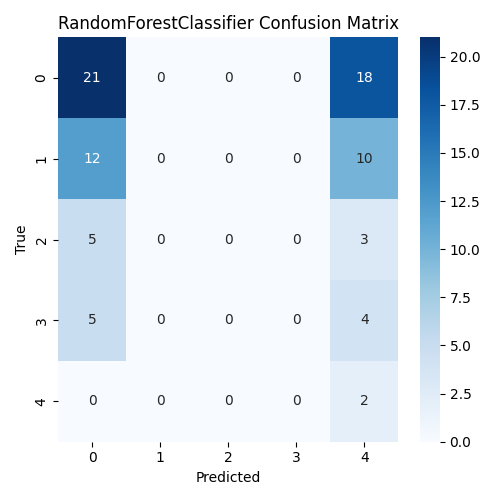 RandomForestClassifier Confusion Matrix
True
0 21 0 0 0 18
1 12 0 0 0 10
2 5 0 0 0 3
3 5 0 0 0 4
4 0 0 0 0 2
0 1 2 3 4
Predicted
20.0
17.5
15.0
12.5
10.0
7.5
5.0
2.5
0.0